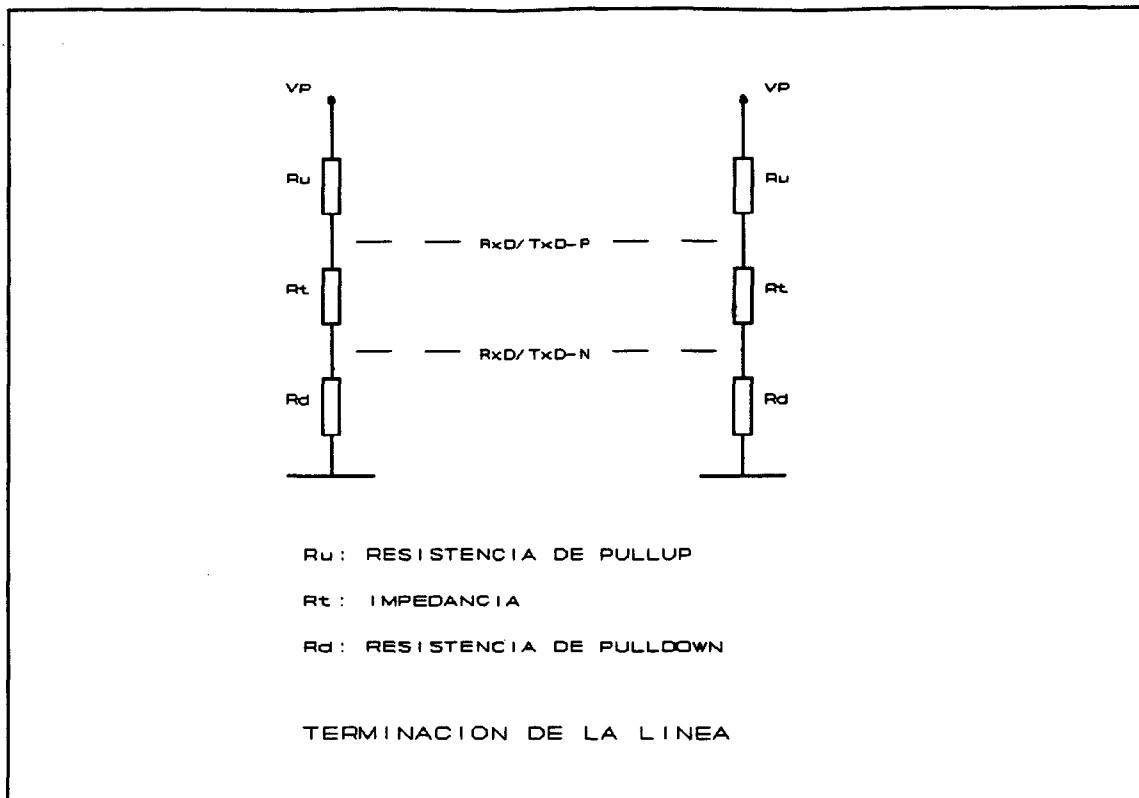 VP VP
Ru Ru
RxD/TxD-P
Rt Rt
RxD/TxD-N
Rd Rd
Ru: RESISTENCIA DE PULLUP
Rt: IMPEDANCIA
Rd: RESISTENCIA DE PULLDOWN
TERMINACION DE LA LINEA